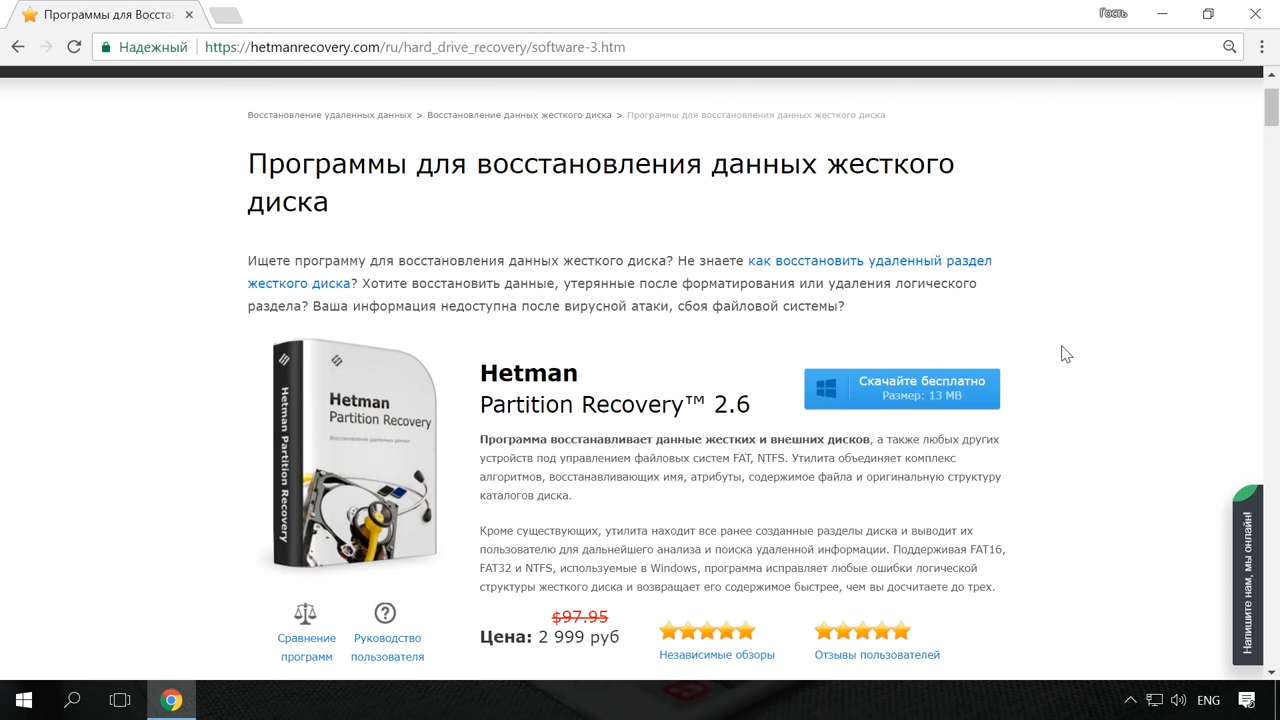 Программы для Восста
Гость
Надежный
https://hetmanrecovery.com/ru/hard_drive_recovery/software-3.htm
Восстановление удаленных данных > Восстановление данных жесткого диска > Программы для восстановления данных жесткого диска
Программы для восстановления данных жесткого
диска
Ищете программу для восстановления данных жесткого диска? Не знаете как восстановить удаленный раздел
жесткого диска? Хотите восстановить данные, утерянные после форматирования или удаления логического
раздела? Ваша информация недоступна после вирусной атаки, сбоя файловой системы?
Hetman
Partition Recovery
Восстановление удаленных данных
Hetman Partition Recovery
Hetman
Partition Recovery™ 2.6
Скачайте бесплатно
Размер: 13 MB
Программа восстанавливает данные жестких и внешних дисков, а также любых других
устройств под управлением файловых систем FAT, NTFS. Утилита объединяет комплекс
алгоритмов, восстанавливающих имя, атрибуты, содержимое файла и оригинальную структуру
каталогов диска.
Кроме существующих, утилита находит все ранее созданные разделы диска и выводит их
пользователю для дальнейшего анализа и поиска удаленной информации. Поддерживая FAT16,
FAT32 и NTFS, используемые в Windows, программа исправляет любые ошибки логической
структуры жесткого диска и возвращает его содержимое быстрее, чем вы досчитаете до трех.
Сравнение
программ
Руководство
пользователя
$97.95
Цена: 2 999 руб
Независимые обзоры
Отзывы пользователей
Напишите нам, мы онлайн!
ENG